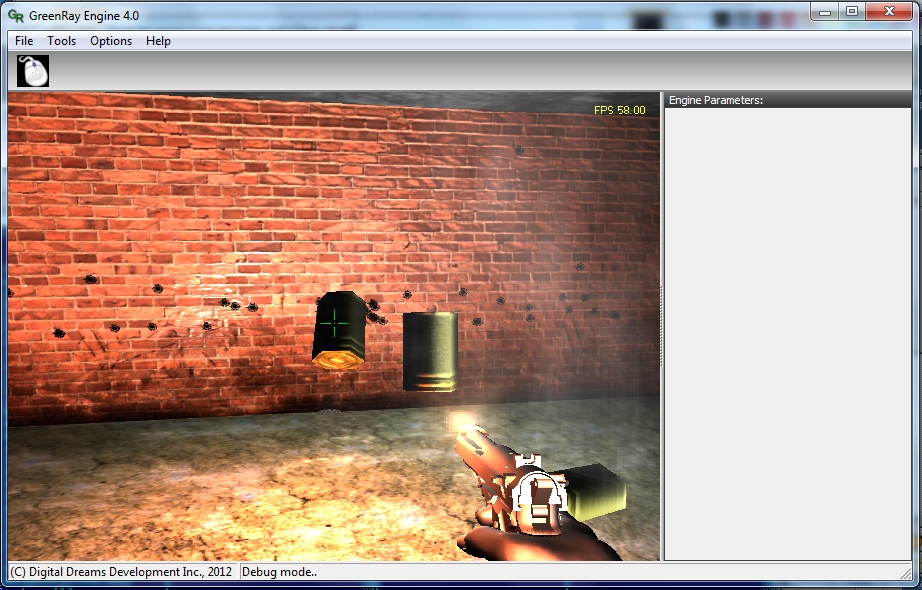 GR GreenRay Engine 4.0
File Tools Options Help
FPS 58.00
Engine Parameters:
(C) Digital Dreams Development Inc., 2012 Debug mode..